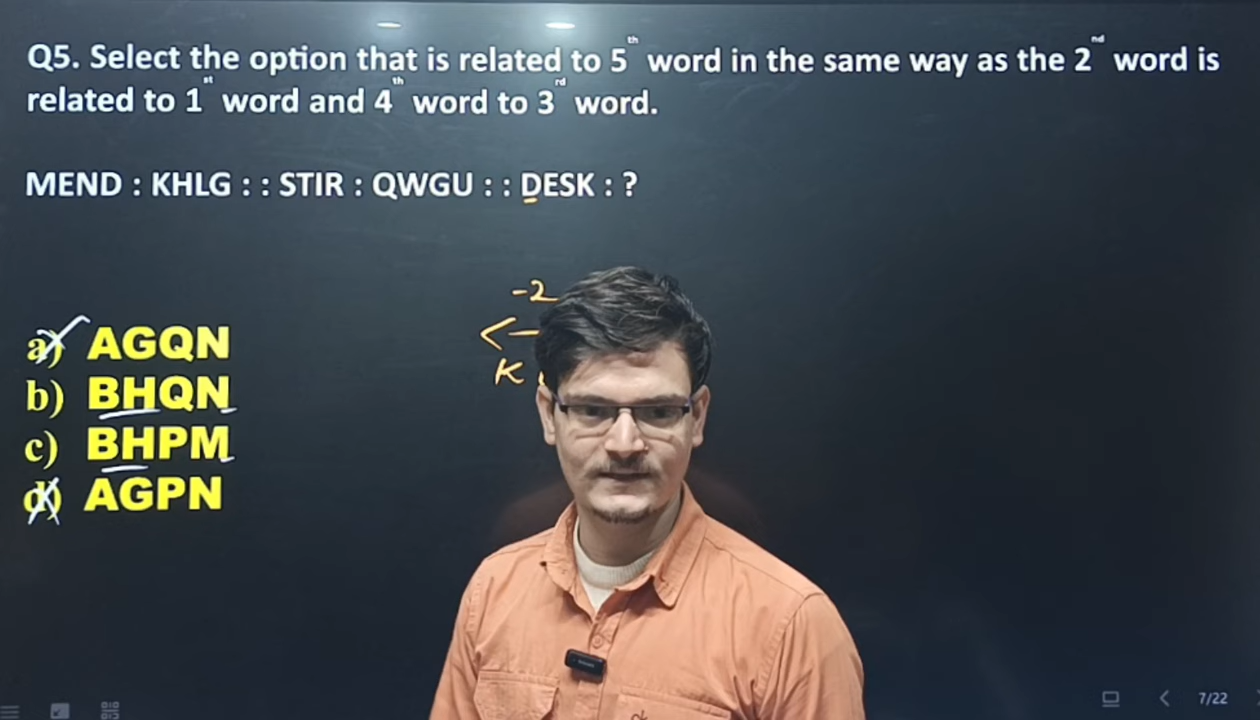 Q5. Select the option that is related to 5th word in the same way as the 2nd word is
related to 1st word and 4th word to 3rd word.
MEND : KHLG : : STIR : QWGU : : DESK : ?
-2
K
a) AGQN
b) BHQN
c) BHPM
d) AGPN
7/22